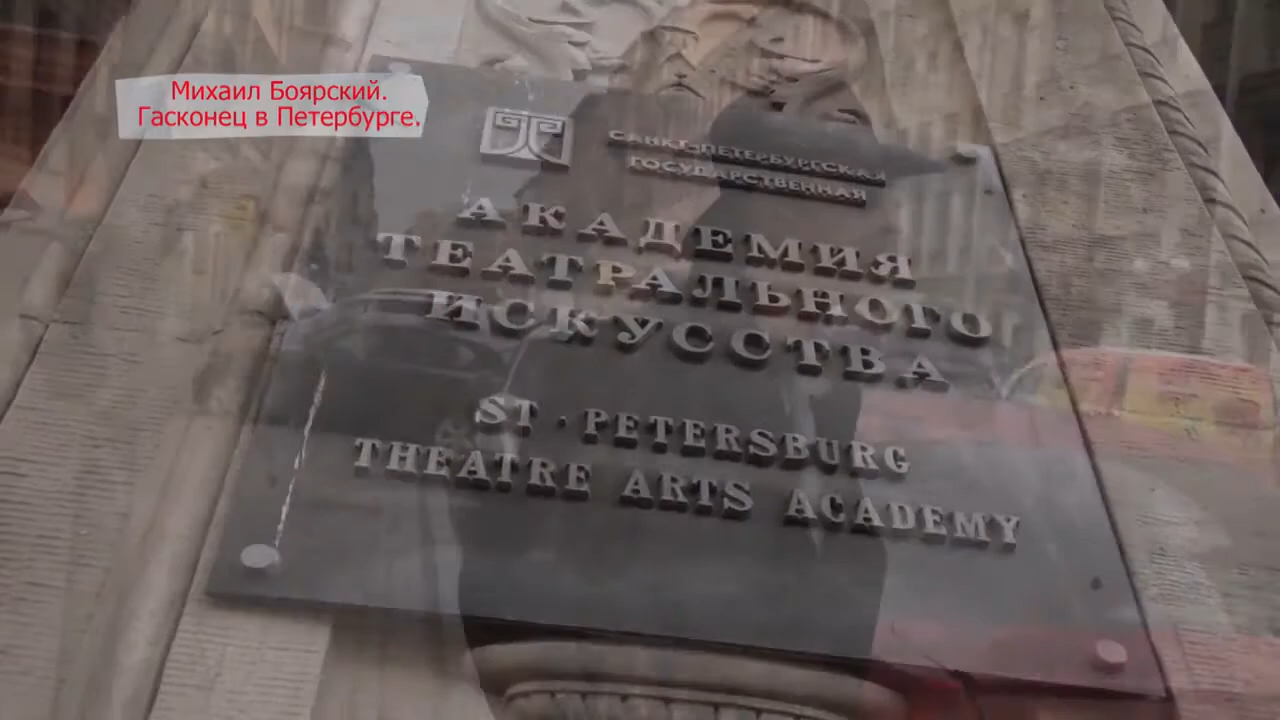 Михаил Боярский.
Гасконец в Петербурге.
САНКТ-ПЕТЕРБУРГСКАЯ
ГОСУДАРСТВЕННАЯ
АКАДЕМИЯ
ТЕАТРАЛЬНОГО
ИСКУССТВА
ST. PETERSBURG
THEATRE ARTS ACADEMY